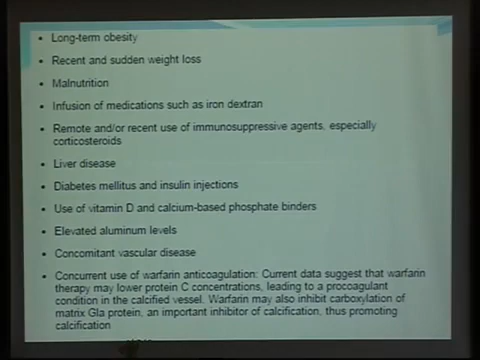 • Long-term obesity
• Recent and sudden weight loss
• Malnutrition
• Infusion of medications such as iron dextran
• Remote and/or recent use of immunosuppressive agents, especially
corticosteroids
• Liver disease
• Diabetes mellitus and insulin injections
• Use of vitamin D and calcium-based phosphate binders
• Elevated aluminum levels
• Concomitant vascular disease
• Concurrent use of warfarin anticoagulation: Current data suggest that warfarin
therapy may lower protein C concentrations, leading to a procoagulant
condition in the calcified vessel. Warfarin may also inhibit carboxylation of
matrix Gla protein, an important inhibitor of calcification, thus promoting
calcification